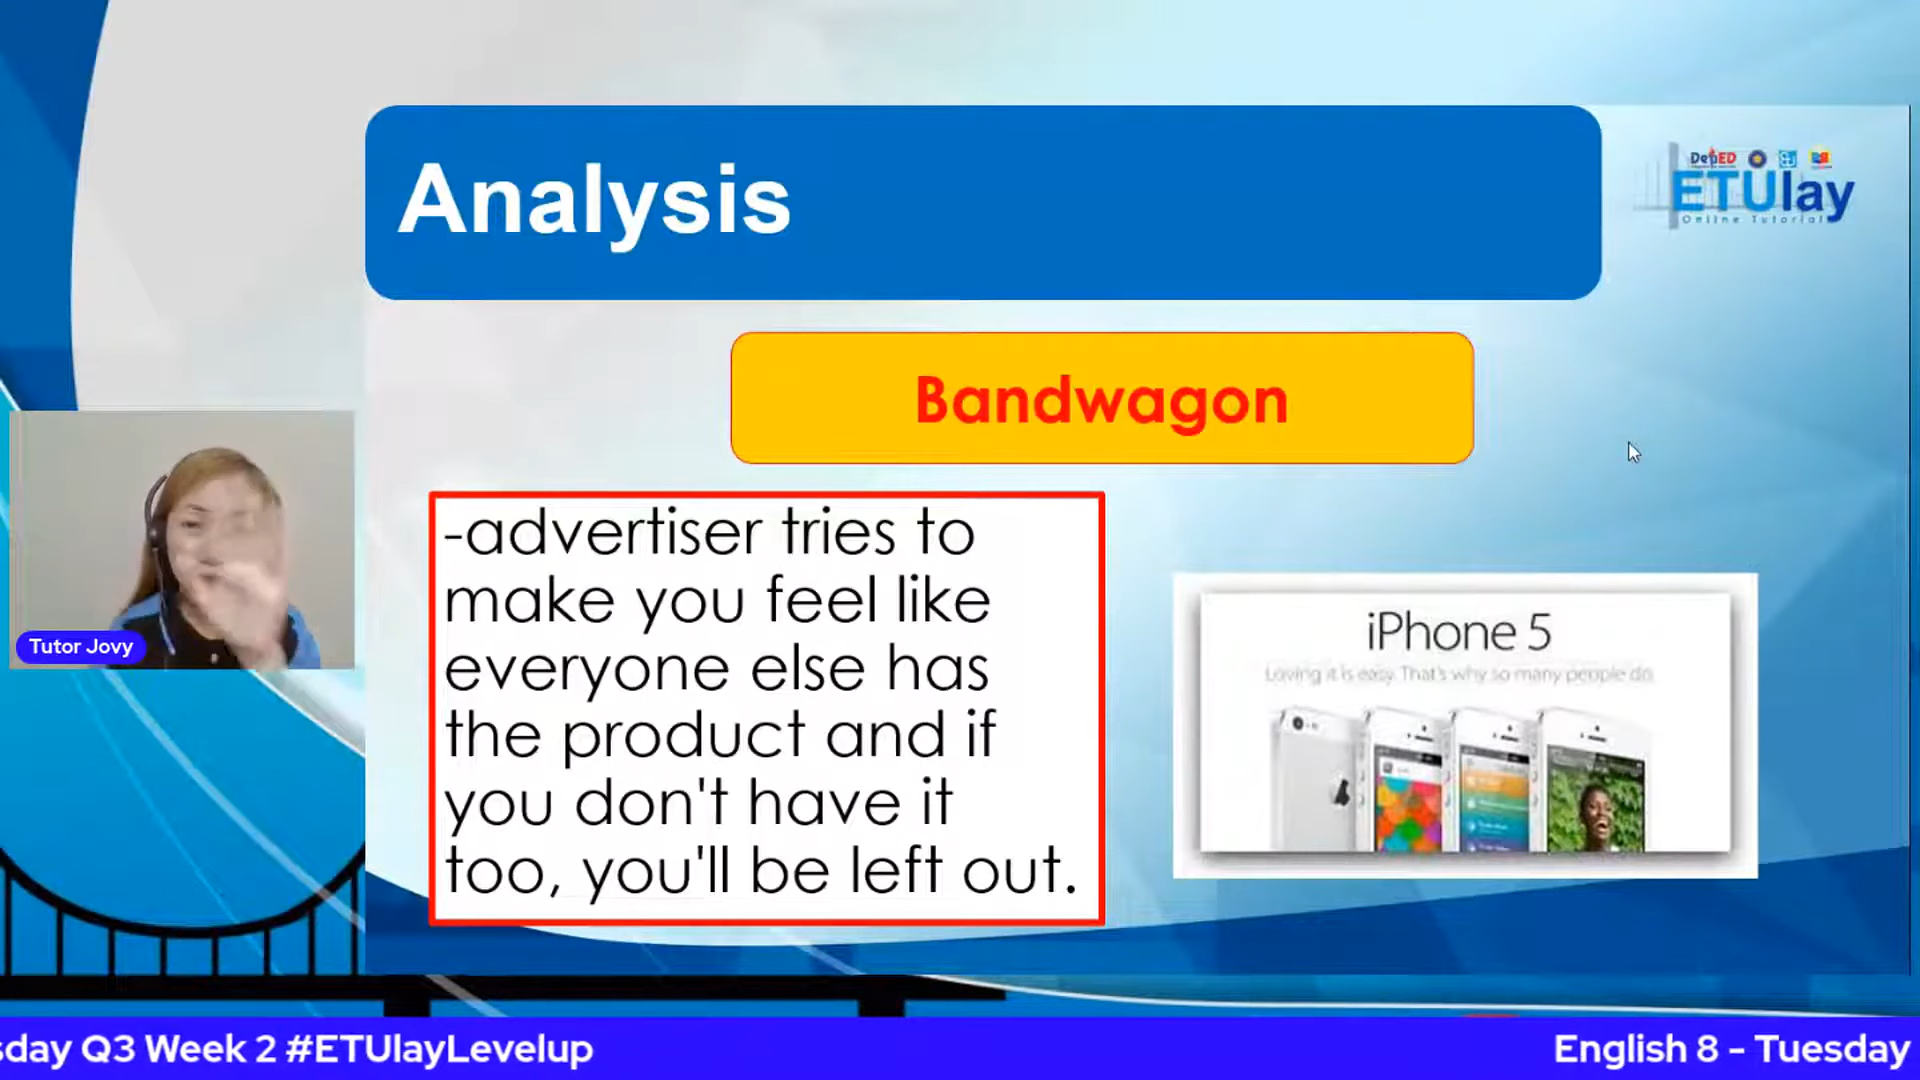 Analysis
DepED
ETUlay
Online Tutorial
Bandwagon
-advertiser tries to
make you feel like
everyone else has
the product and if
you don't have it
too, you'll be left out.
iPhone 5
Loving it is easy. That's why so many people do.
Tutor Jovy
sday Q3 Week 2 #ETUlayLevelup
English 8 - Tuesday